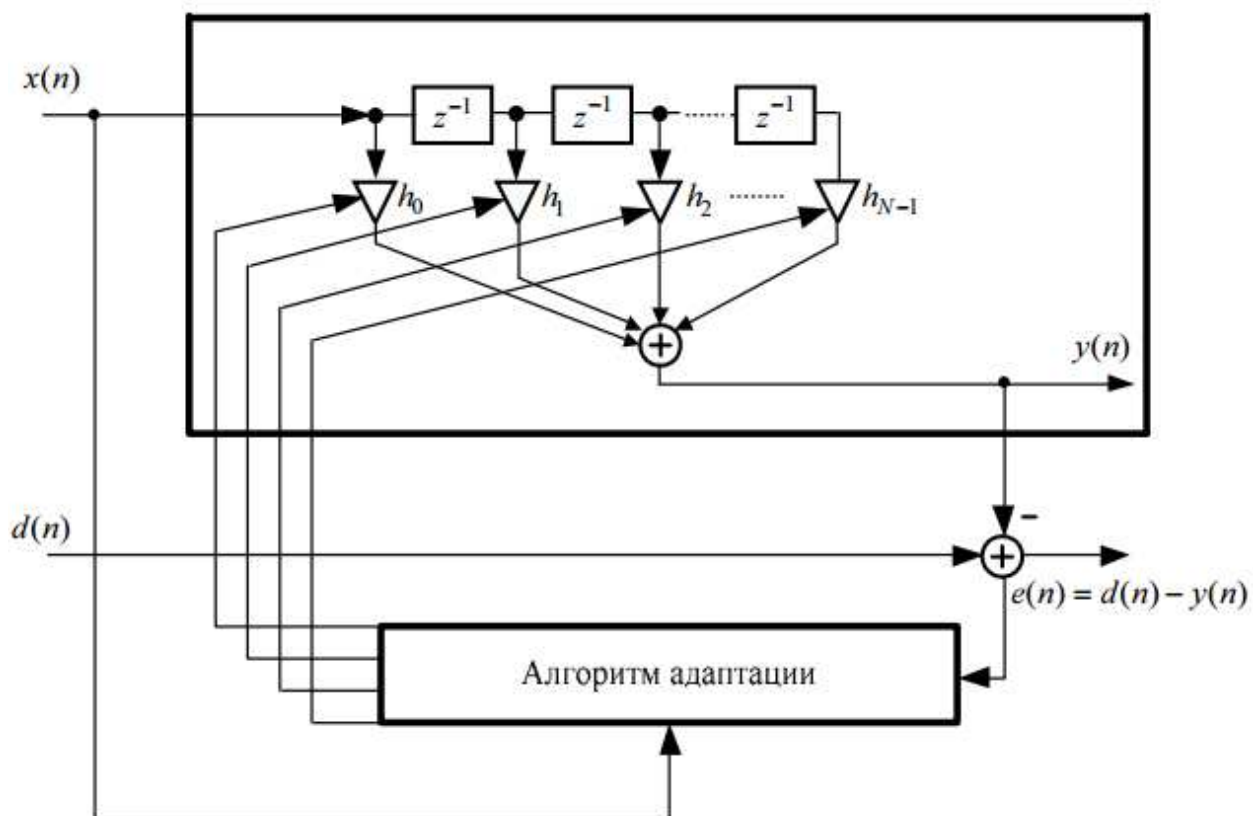 x(n)
z⁻¹ z⁻¹ ........ z⁻¹
h₀ h₁ h₂ ........ h_{N−1}
+
y(n)
d(n)
−
+
e(n) = d(n) − y(n)
Алгоритм адаптации